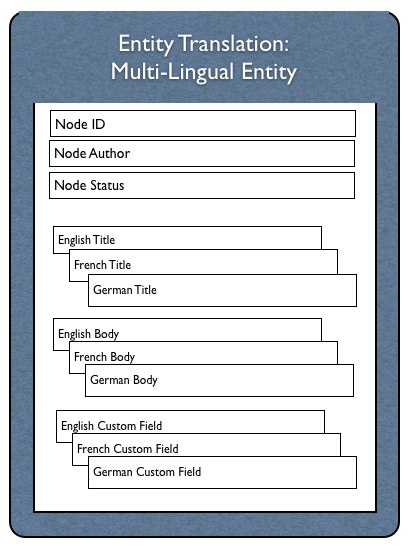 Entity Translation:
Multi-Lingual Entity
Node ID
Node Author
Node Status
English Title
French Title
German Title
English Body
French Body
German Body
English Custom Field
French Custom Field
German Custom Field